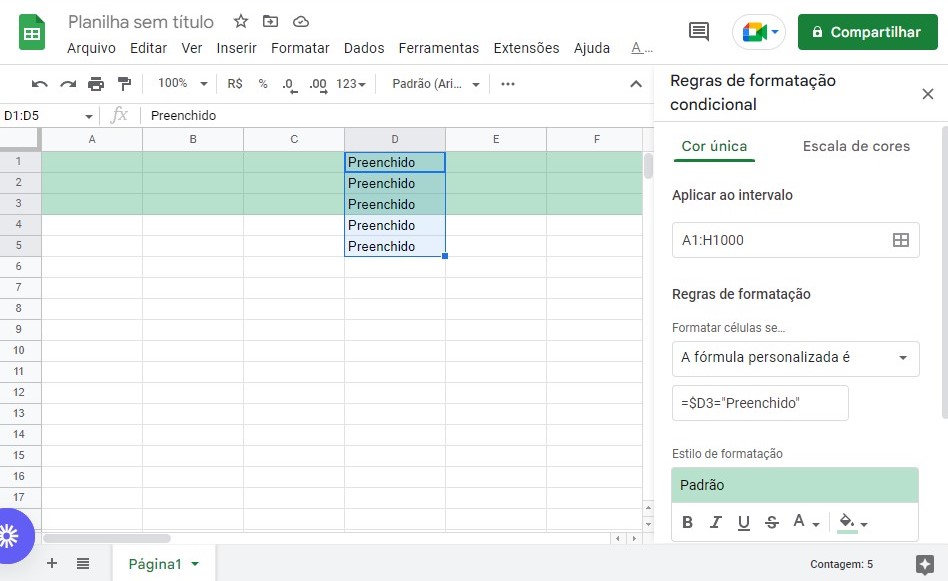 Planilha sem título
Arquivo Editar Ver Inserir Formatar Dados Ferramentas Extensões Ajuda A...
Compartilhar
100% R$ % .0 .00 123 Padrão (Ari...
D1:D5 fx Preenchido
A B C D E F
1 Preenchido
2 Preenchido
3 Preenchido
4 Preenchido
5 Preenchido
6
7
8
9
10
11
12
13
14
15
16
17
Página1
Regras de formatação
condicional
Cor única Escala de cores
Aplicar ao intervalo
A1:H1000
Regras de formatação
Formatar células se...
A fórmula personalizada é
=$D3="Preenchido"
Estilo de formatação
Padrão
B I U S A
Contagem: 5